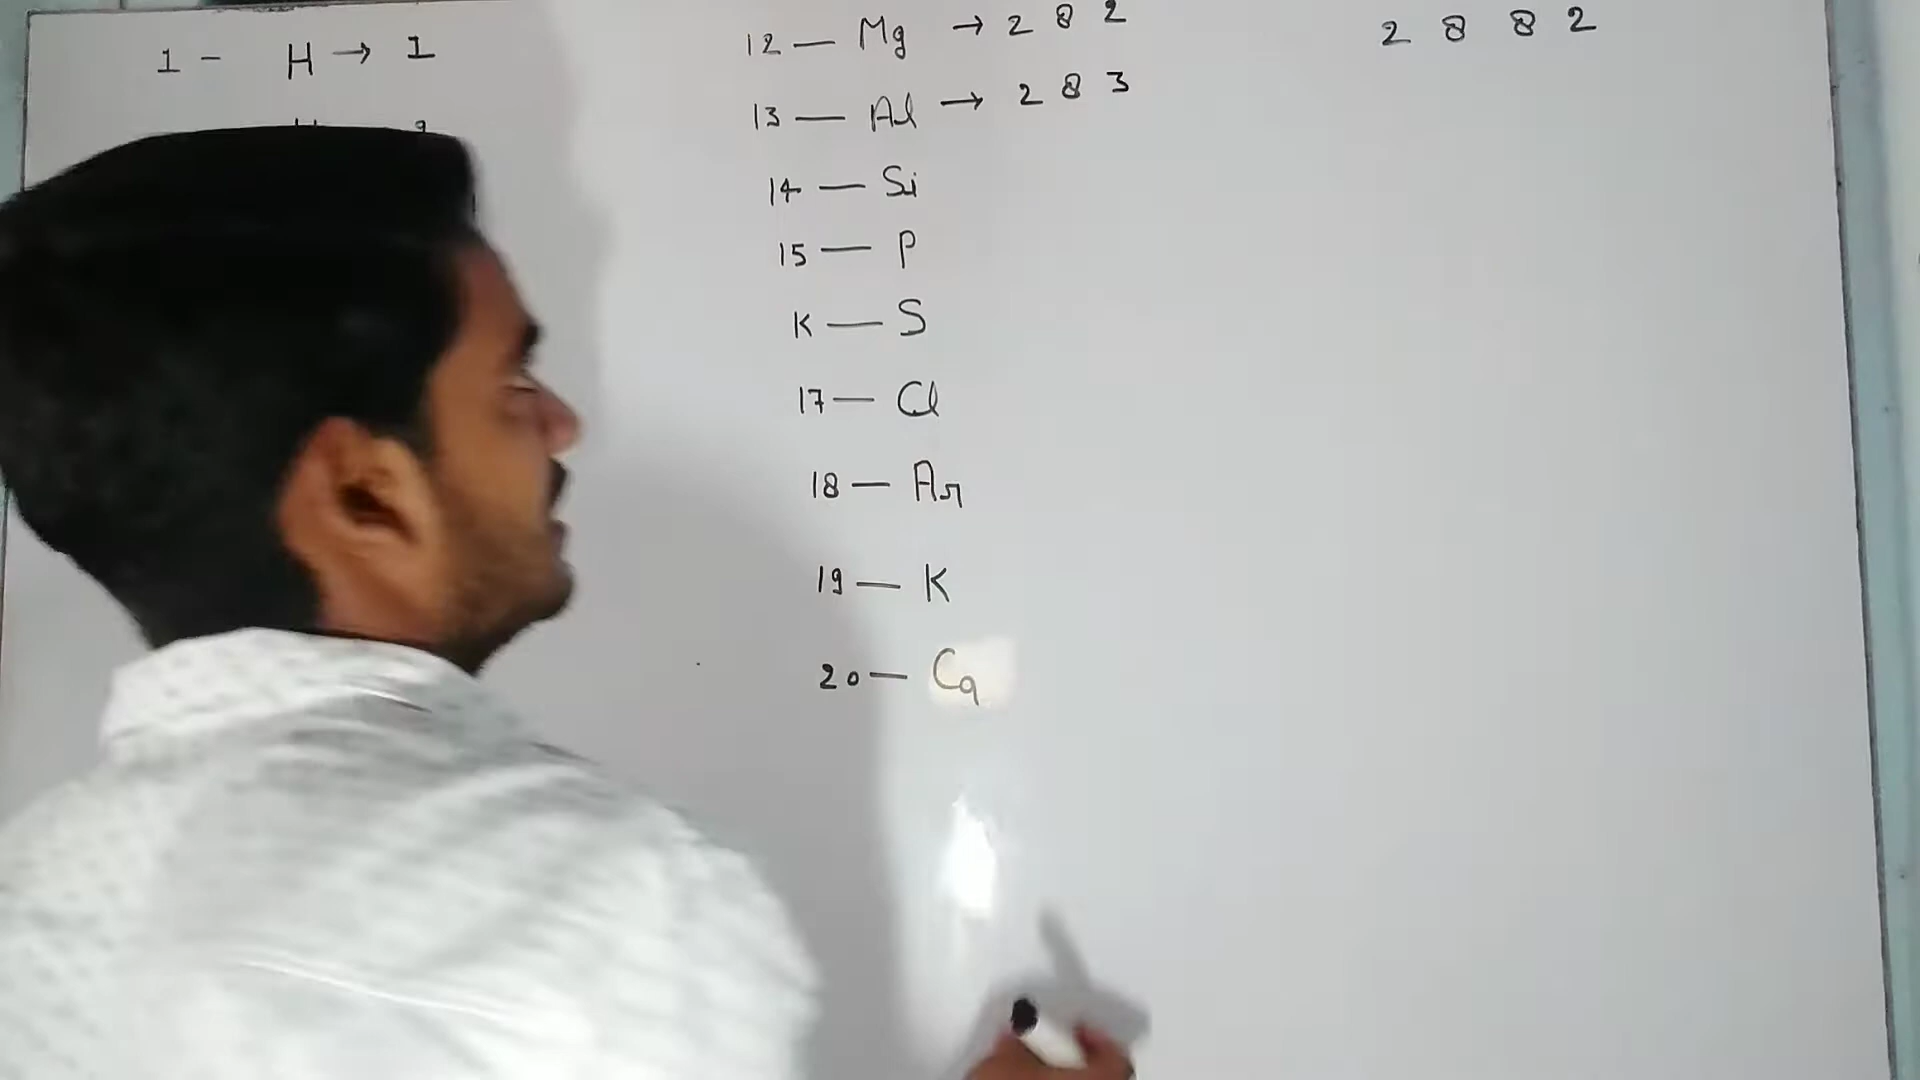 1 - H → 1
12 — Mg → 2 8 2
13 — Al → 2 8 3
14 — Si
15 — P
K — S
17 — Cl
18 — Ar
19 — K
20 — Ca
2 8 8 2